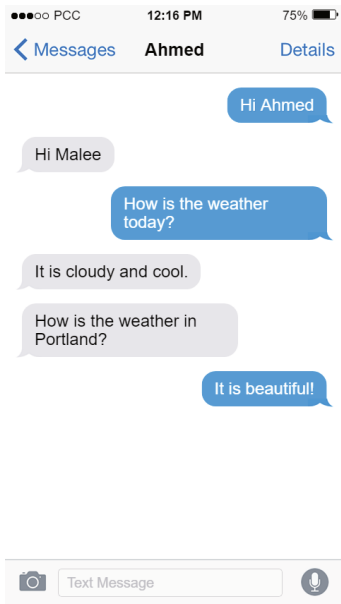 PCC 12:16 PM 75%
Messages Ahmed Details
Hi Ahmed
Hi Malee
How is the weather
today?
It is cloudy and cool.
How is the weather in
Portland?
It is beautiful!
Text Message